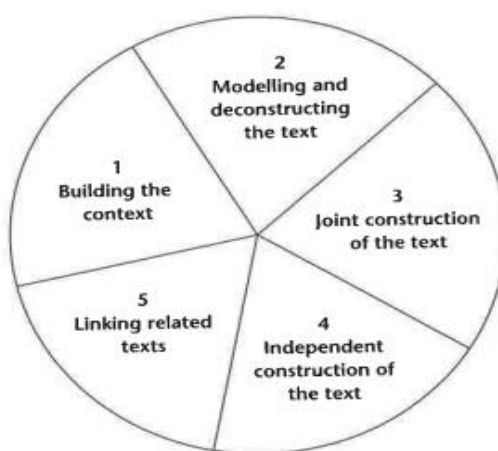 1
Building the
context
2
Modelling and
deconstructing
the text
3
Joint construction
of the text
4
Independent
construction of
the text
5
Linking related
texts